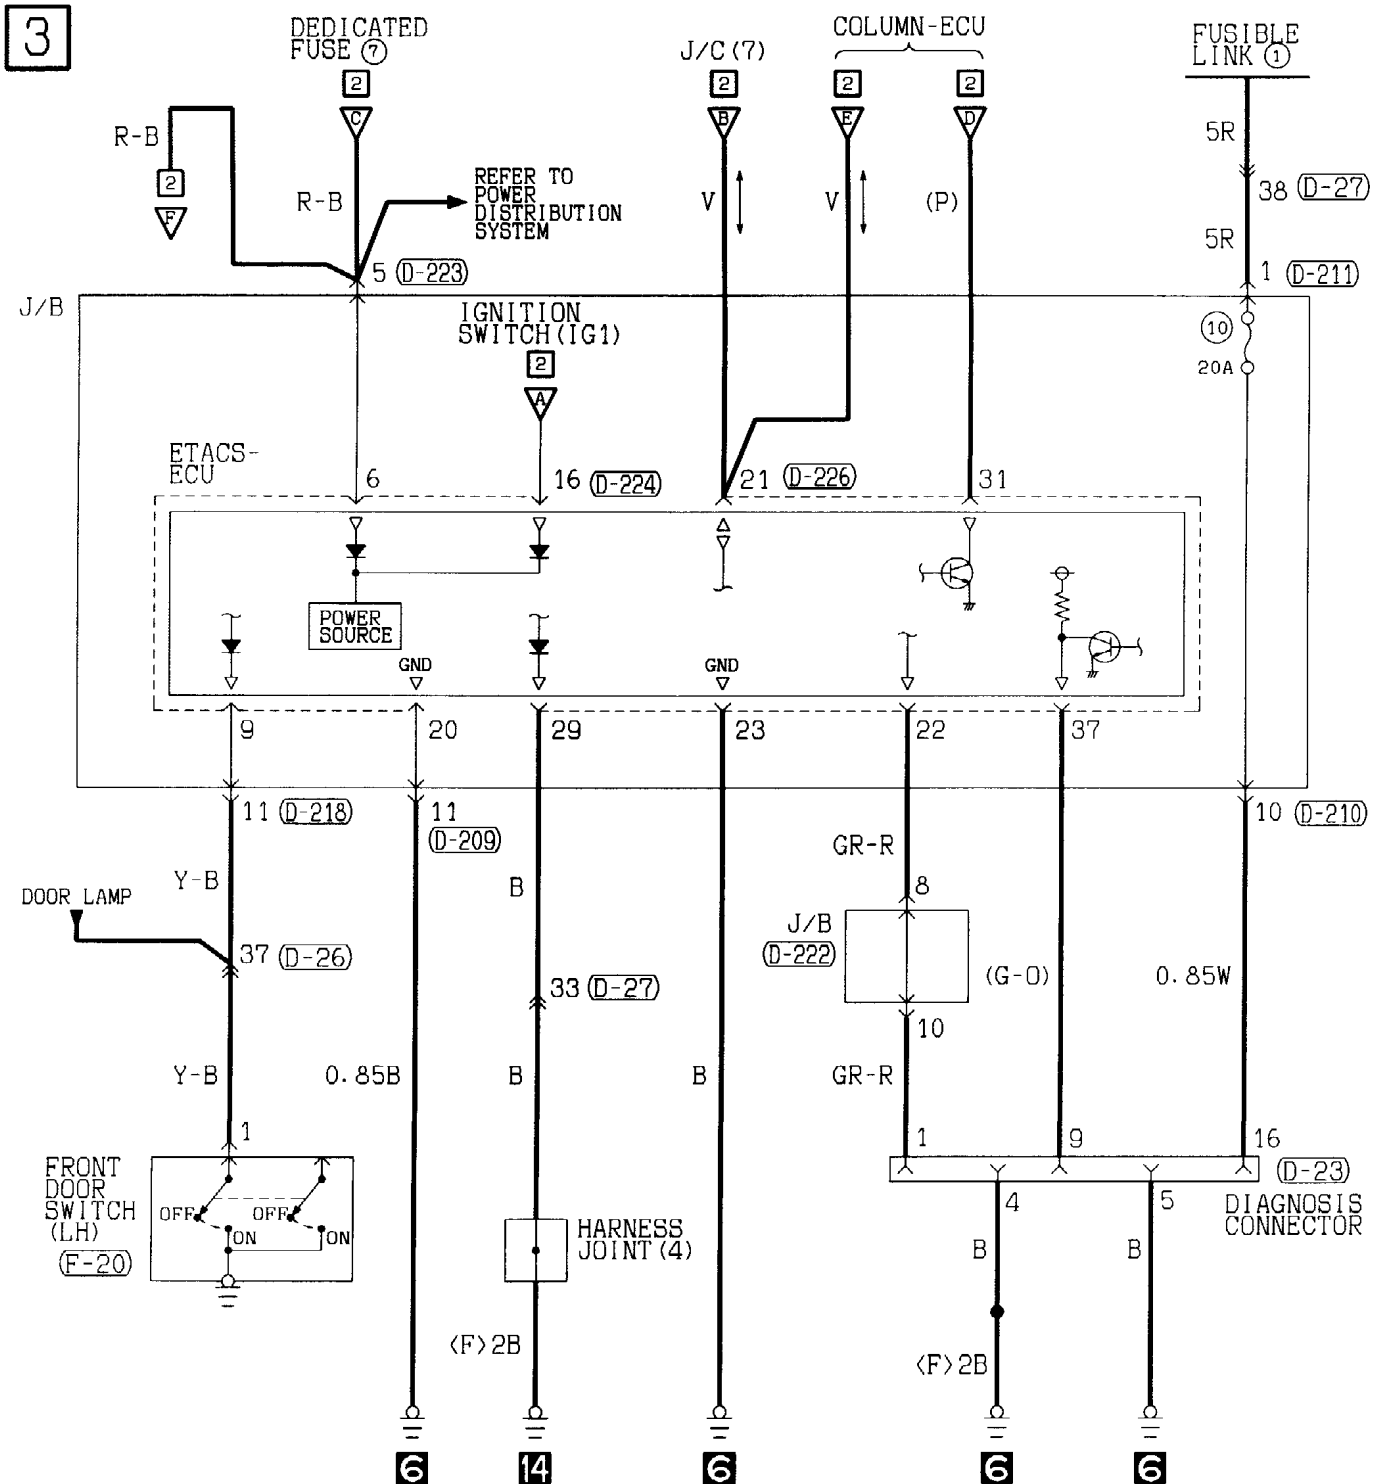 3
DEDICATED
FUSE ⑦
2
C
R-B
2
F
R-B
REFER TO
POWER
DISTRIBUTION
SYSTEM
J/C(7)
2
B
V
COLUMN-ECU
2
E
V
2
D
(P)
FUSIBLE
LINK ①
5R
38 (D-27)
5R
5 (D-223)
1 (D-211)
J/B
IGNITION
SWITCH(IG1)
2
A
⑩
20A
ETACS-
ECU
6
16 (D-224)
21 (D-226)
31
POWER
SOURCE
GND
GND
9
20
29
23
22
37
11 (D-218)
11
(D-209)
10 (D-210)
GR-R
Y-B
B
8
DOOR LAMP
J/B
(D-222)
37 (D-26)
33 (D-27)
(G-O)
0.85W
10
Y-B
0.85B
B
B
GR-R
1
1
9
16
FRONT
DOOR
SWITCH
(LH)
(F-20)
OFF
ON
OFF
ON
(D-23)
DIAGNOSIS
CONNECTOR
4
5
HARNESS
JOINT(4)
B
B
<F>2B
<F>2B
6
14
6
6
6